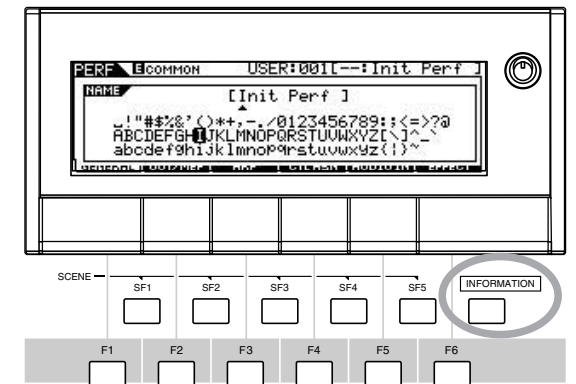 PERF E COMMON USER:001[--:Init Perf ]
NAME
[Init Perf ]
␣!"#$%&'()*+,-./0123456789:;<=>?@
ABCDEFGHIJKLMNOPQRSTUVWXYZ[\]^_`
abcdefghijklmnopqrstuvwxyz{|}~
SCENE
SF1 SF2 SF3 SF4 SF5 INFORMATION
F1 F2 F3 F4 F5 F6